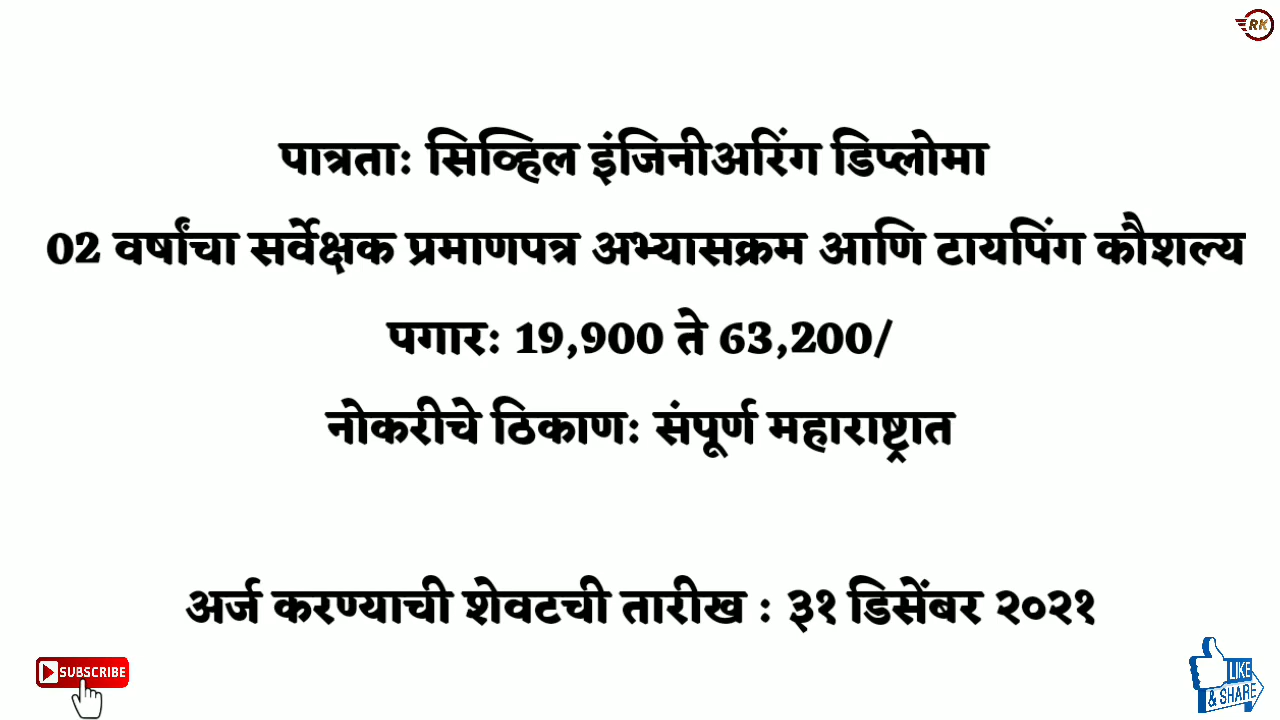 RK
पात्रताः सिव्हिल इंजिनीअरिंग डिप्लोमा
02 वर्षांचा सर्वेक्षक प्रमाणपत्र अभ्यासक्रम आणि टायपिंग कौशल्य
पगारः 19,900 ते 63,200/
नोकरीचे ठिकाणः संपूर्ण महाराष्ट्रात
अर्ज करण्याची शेवटची तारीख : ३१ डिसेंबर २०२१
SUBSCRIBE
LIKE
& SHARE